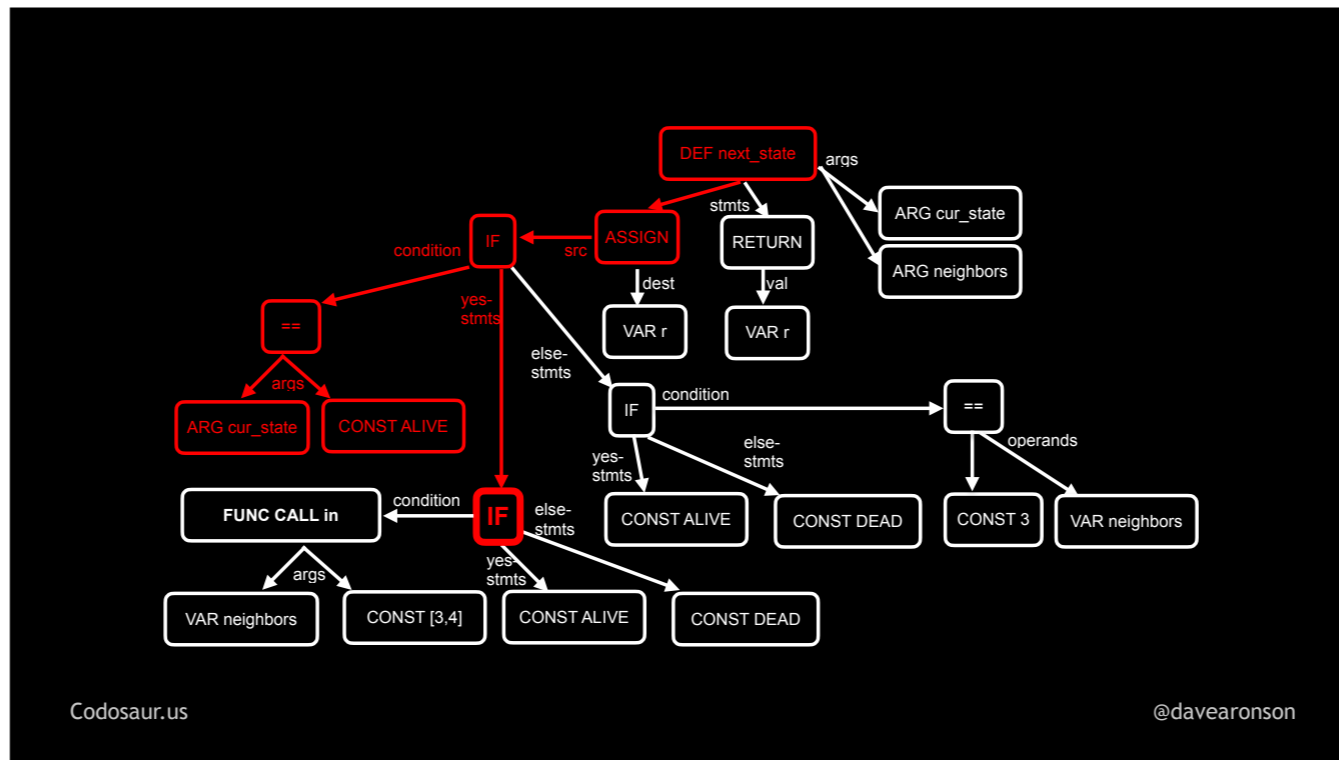 DEF next_state
args
ARG cur_state
stmts
ASSIGN
RETURN
IF
condition
src
ARG neighbors
dest
val
yes-
stmts
==
VAR r
VAR r
else-
stmts
args
IF
condition
==
ARG cur_state
CONST ALIVE
operands
yes-
stmts
else-
stmts
FUNC CALL in
condition
IF
else-
stmts
CONST ALIVE
CONST DEAD
CONST 3
VAR neighbors
args
yes-
stmts
VAR neighbors
CONST [3,4]
CONST ALIVE
CONST DEAD
Codosaur.us
@davearonson